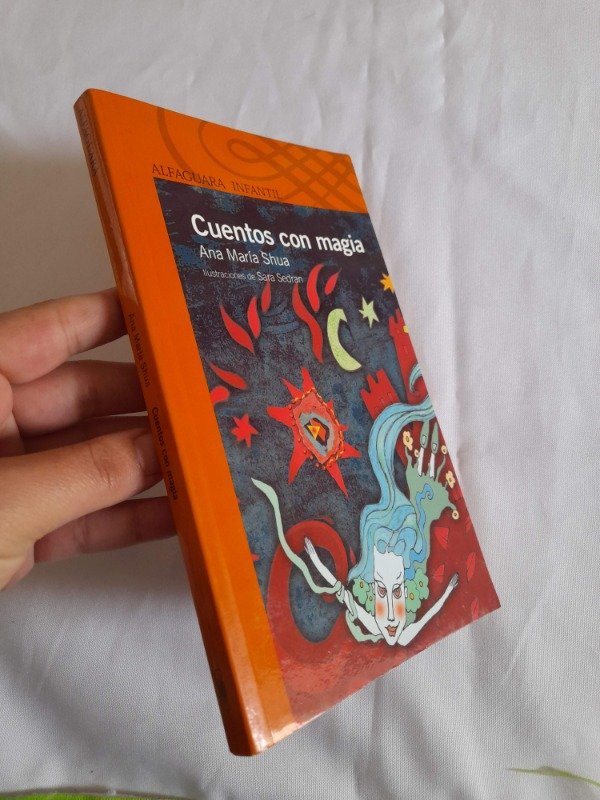 ALFAGUARA INFANTIL
Cuentos con magia
Ana María Shua
Ilustraciones de Sara Sedran
Ana María Shua
Cuentos con magia